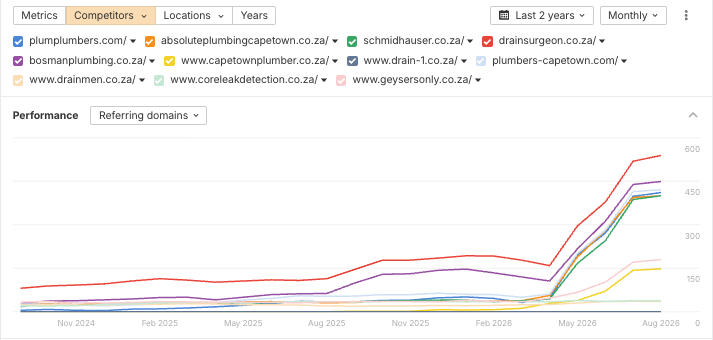 Metrics Competitors Locations Years Last 2 years Monthly
plumplumbers.com/ absoluteplumbingcapetown.co.za/ schmidhauser.co.za/ drainsurgeon.co.za/
bosmanplumbing.co.za/ www.capetownplumber.co.za/ www.drain-1.co.za/ plumbers-capetown.com/
www.drainmen.co.za/ www.coreleakdetection.co.za/ www.geysersonly.co.za/
Performance Referring domains
600
450
300
150
Nov 2024 Feb 2025 May 2025 Aug 2025 Nov 2025 Feb 2026 May 2026 Aug 2026 0